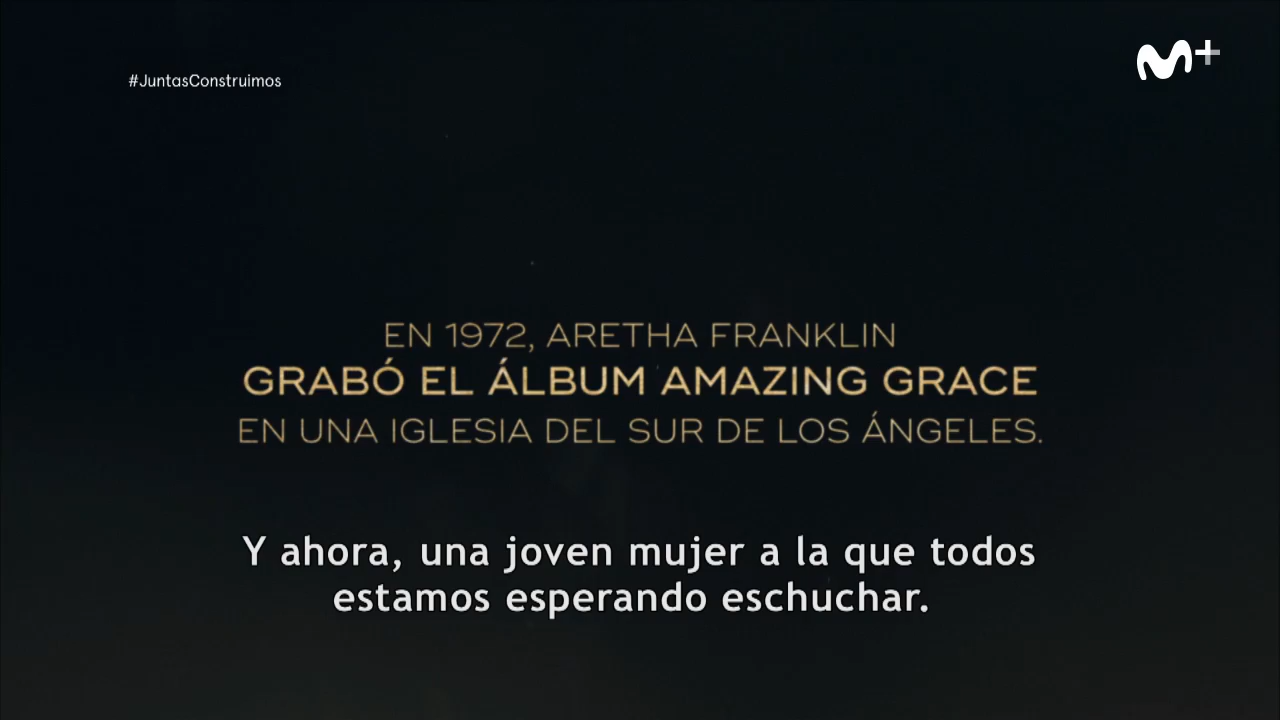 #JuntasConstruimos
M+
EN 1972, ARETHA FRANKLIN
GRABÓ EL ÁLBUM AMAZING GRACE
EN UNA IGLESIA DEL SUR DE LOS ÁNGELES.
Y ahora, una joven mujer a la que todos
estamos esperando eschuchar.